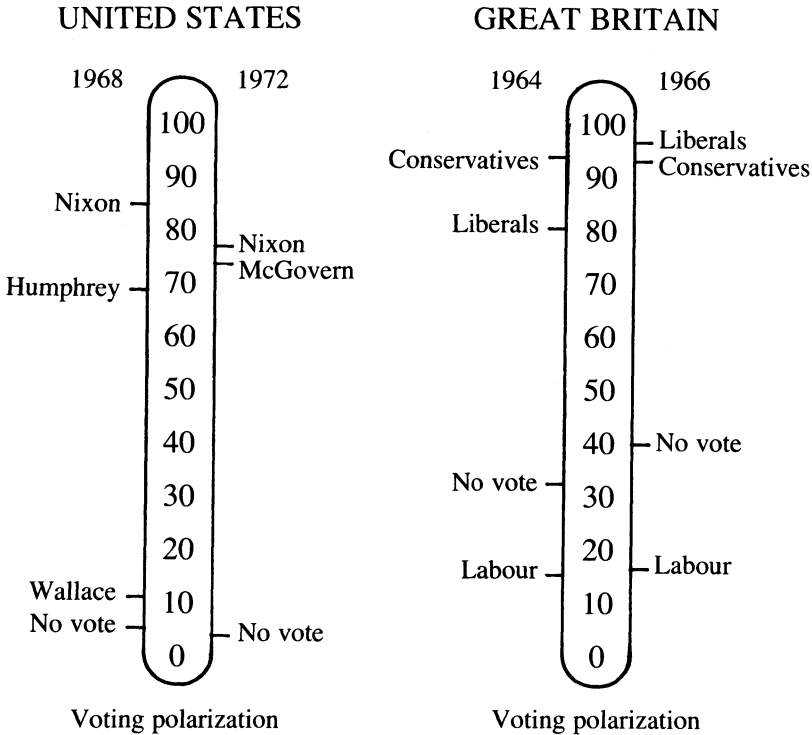 UNITED STATES
1968
1972
100
90
80
70
60
50
40
30
20
10
0
Nixon
Humphrey
Wallace
No vote
Nixon
McGovern
No vote
Voting polarization
GREAT BRITAIN
1964
1966
100
90
80
70
60
50
40
30
20
10
0
Conservatives
Liberals
No vote
Labour
Liberals
Conservatives
No vote
Labour
Voting polarization